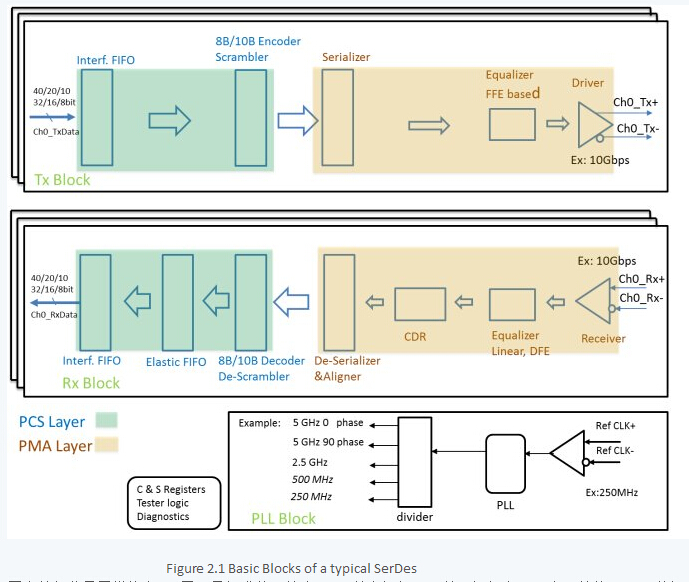 8B/10B Encoder
Scrambler
Interf. FIFO
Serializer
Equalizer
FFE based
Driver
40/20/10
32/16/8bit
Ch0_TxData
Ch0_Tx+
Ch0_Tx-
Ex: 10Gbps
Tx Block
Ex: 10Gbps
Ch0_Rx+
Ch0_Rx-
40/20/10
32/16/8bit
Ch0_RxData
CDR
Equalizer
Linear, DFE
Receiver
Interf. FIFO
Elastic FIFO
8B/10B Decoder
De-Scrambler
De-Serializer
&Aligner
Rx Block
PCS Layer
PMA Layer
Example:
5 GHz 0 phase
5 GHz 90 phase
2.5 GHz
500 MHz
250 MHz
divider
PLL
Ref CLK+
Ref CLK-
Ex:250MHz
PLL Block
C & S Registers
Tester logic
Diagnostics
Figure 2.1 Basic Blocks of a typical SerDes